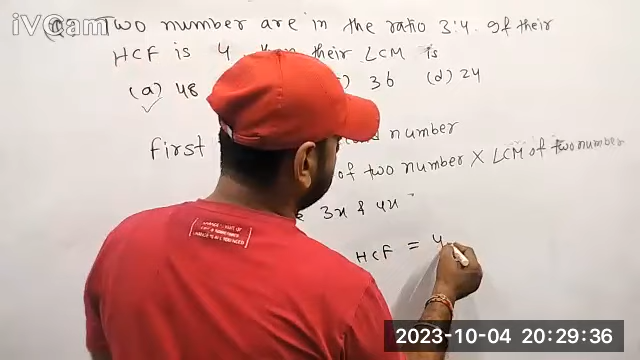 iVCam
Two number are in the ratio 3:4. If their
HCF is 4. their LCM is
(a) 48 36 (d) 24
First number
of two number X LCM of two number
3x & 4x
HCF = 4
2023-10-04 20:29:36